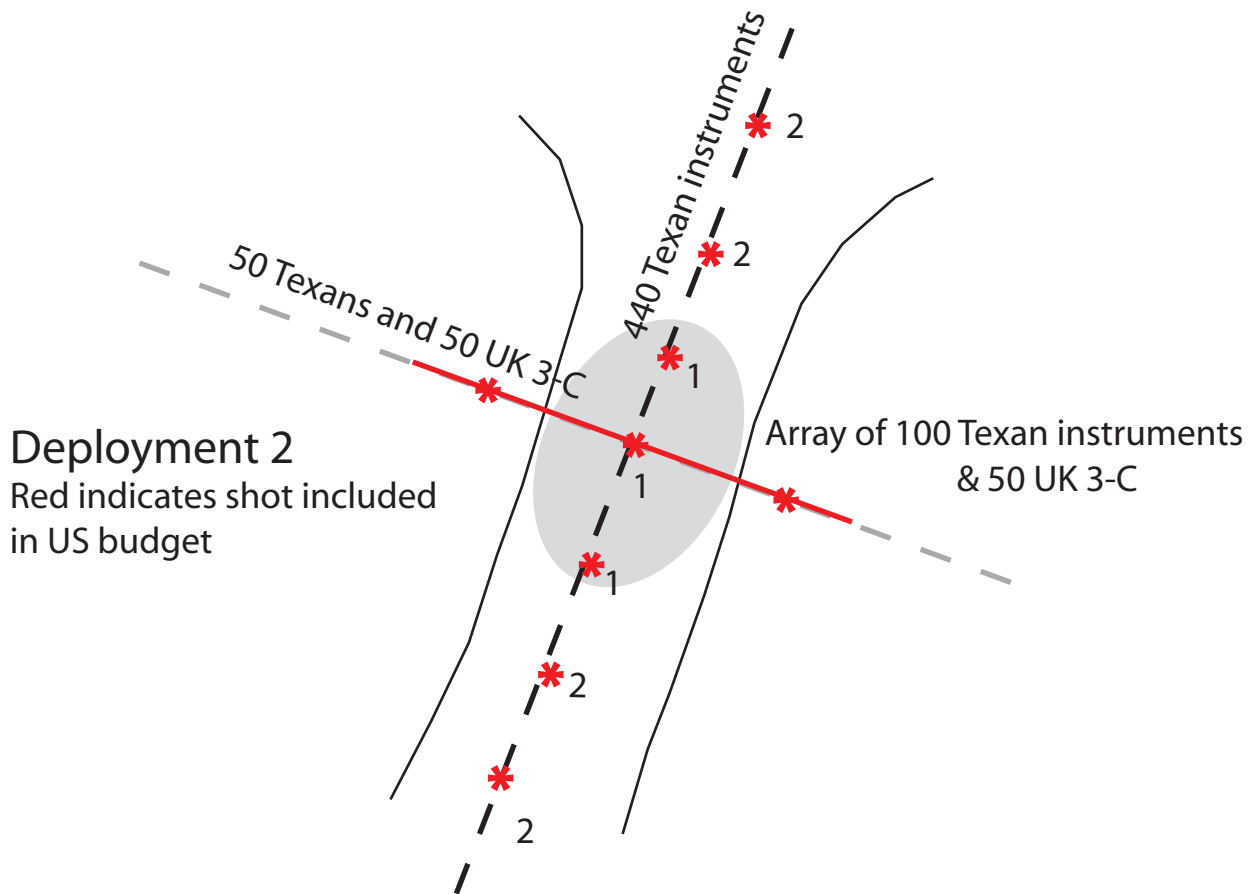 440 Texan instruments
2
2
50 Texans and 50 UK 3-C
1
Array of 100 Texan instruments
& 50 UK 3-C
Deployment 2
Red indicates shot included
in US budget
1
1
2
2